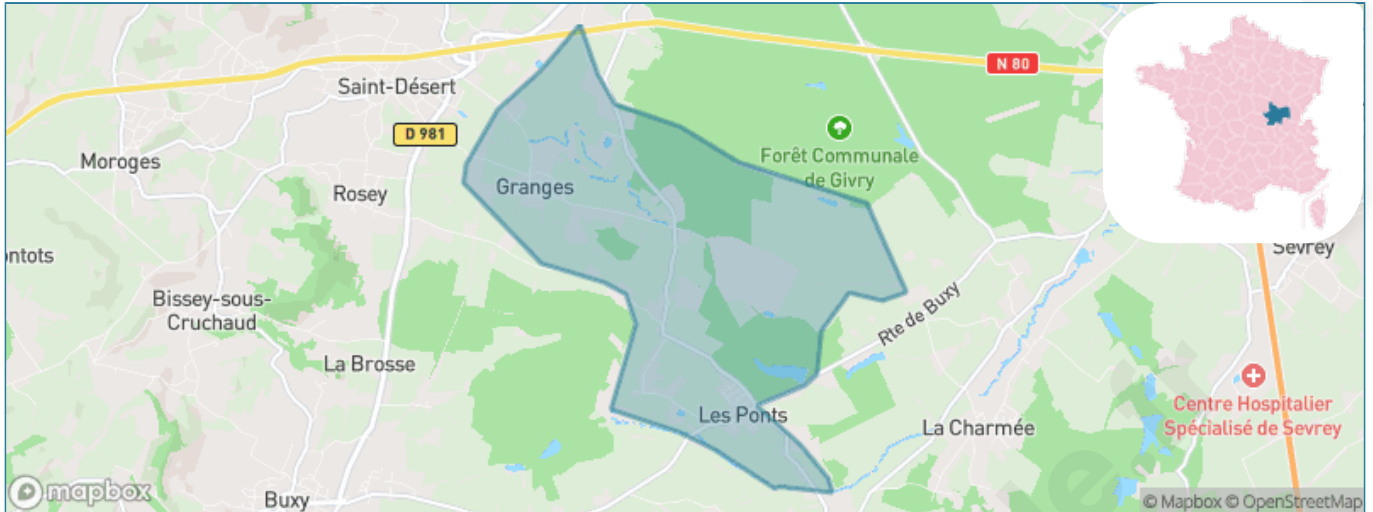 N 80
Saint-Désert
D 981
Forêt Communale
de Givry
Moroges
Granges
Rosey
Sevrey
ntots
Bissey-sous-
Cruchaud
Rte de Buxy
La Brosse
Centre Hospitalier
Spécialisé de Sevrey
Les Ponts
La Charmée
mapbox
Buxy
© Mapbox © OpenStreetMap